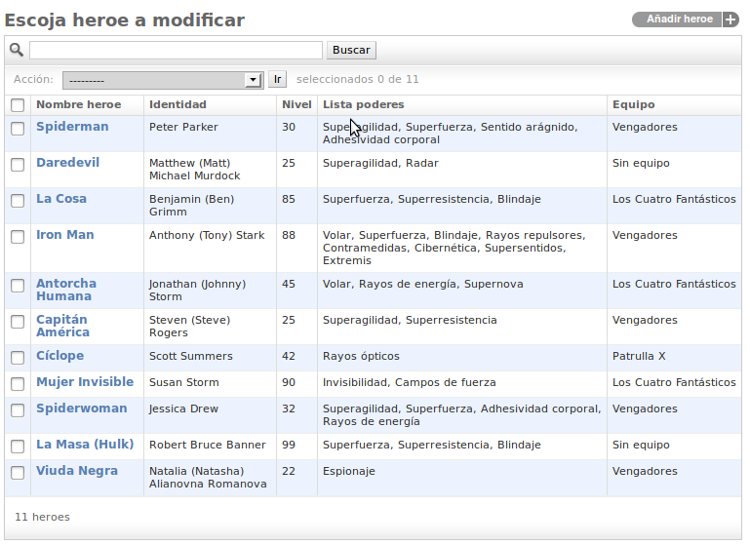 Escoja heroe a modificar
Añadir heroe +
Buscar
Acción: --------- Ir seleccionados 0 de 11
Nombre heroe Identidad Nivel Lista poderes Equipo
Spiderman Peter Parker 30 Superagilidad, Superfuerza, Sentido arágnido, Vengadores
Adhesividad corporal
Daredevil Matthew (Matt) 25 Superagilidad, Radar Sin equipo
Michael Murdock
La Cosa Benjamin (Ben) 85 Superfuerza, Superresistencia, Blindaje Los Cuatro Fantásticos
Grimm
Iron Man Anthony (Tony) Stark 88 Volar, Superfuerza, Blindaje, Rayos repulsores, Vengadores
Contramedidas, Cibernética, Supersentidos,
Extremis
Antorcha Jonathan (Johnny) 45 Volar, Rayos de energía, Supernova Los Cuatro Fantásticos
Humana Storm
Capitán Steven (Steve) 25 Superagilidad, Superresistencia Vengadores
América Rogers
Cíclope Scott Summers 42 Rayos ópticos Patrulla X
Mujer Invisible Susan Storm 90 Invisibilidad, Campos de fuerza Los Cuatro Fantásticos
Spiderwoman Jessica Drew 32 Superagilidad, Superfuerza, Adhesividad corporal, Vengadores
Rayos de energía
La Masa (Hulk) Robert Bruce Banner 99 Superfuerza, Superresistencia, Blindaje Sin equipo
Viuda Negra Natalia (Natasha) 22 Espionaje Vengadores
Alianovna Romanova
11 heroes